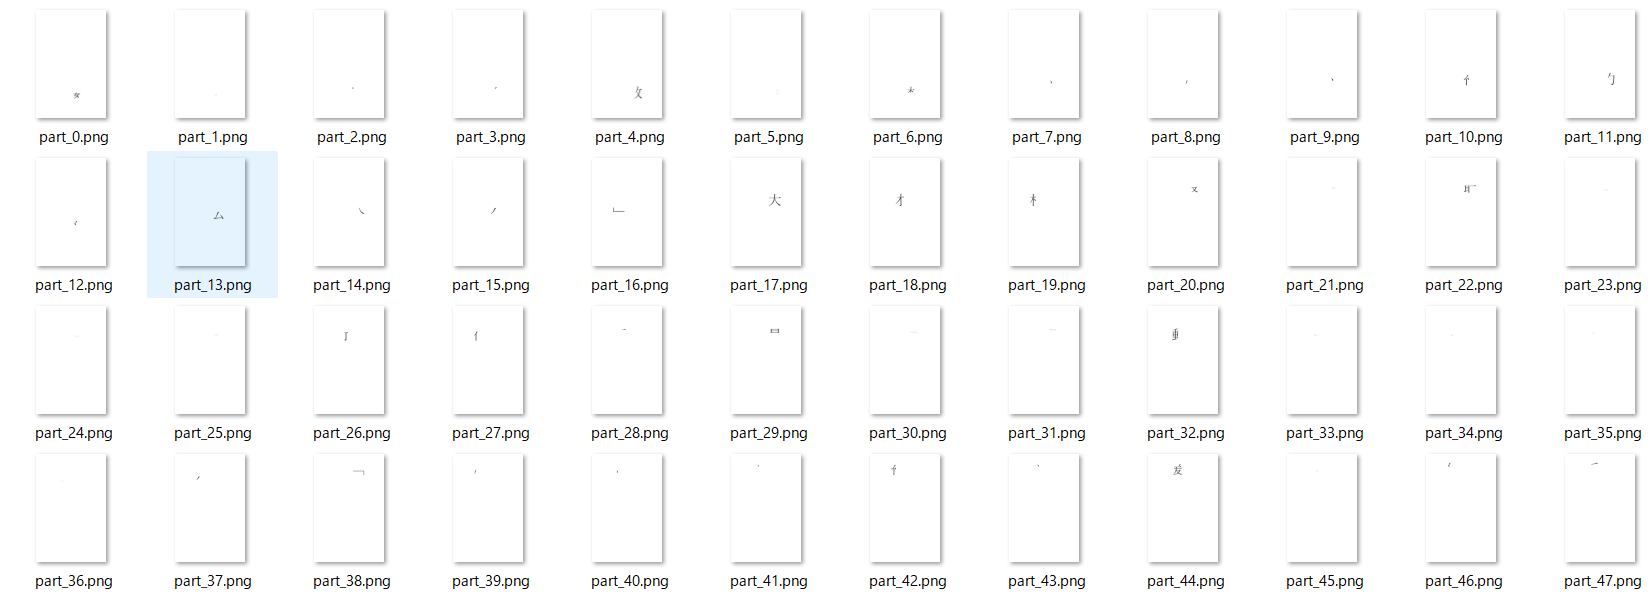 part_0.png part_1.png part_2.png part_3.png part_4.png part_5.png part_6.png part_7.png part_8.png part_9.png part_10.png part_11.png
大
part_12.png part_13.png part_14.png part_15.png part_16.png part_17.png part_18.png part_19.png part_20.png part_21.png part_22.png part_23.png
動
part_24.png part_25.png part_26.png part_27.png part_28.png part_29.png part_30.png part_31.png part_32.png part_33.png part_34.png part_35.png
part_36.png part_37.png part_38.png part_39.png part_40.png part_41.png part_42.png part_43.png part_44.png part_45.png part_46.png part_47.png